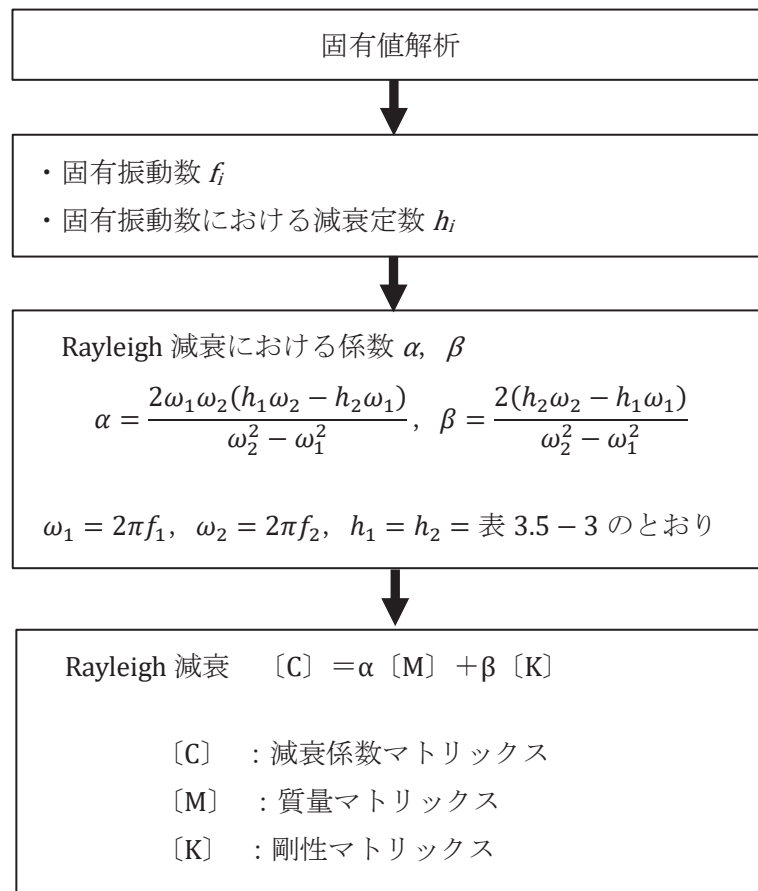 固有値解析
・固有振動数 fᵢ
・固有振動数における減衰定数 hᵢ
Rayleigh 減衰における係数 α, β
α = 2ω₁ω₂(h₁ω₂ − h₂ω₁) / (ω₂² − ω₁²), β = 2(h₂ω₂ − h₁ω₁) / (ω₂² − ω₁²)
ω₁ = 2πf₁, ω₂ = 2πf₂, h₁ = h₂ = 表 3.5 − 3 のとおり
Rayleigh 減衰 〔C〕=α〔M〕+β〔K〕
〔C〕 :減衰係数マトリックス
〔M〕 :質量マトリックス
〔K〕 :剛性マトリックス